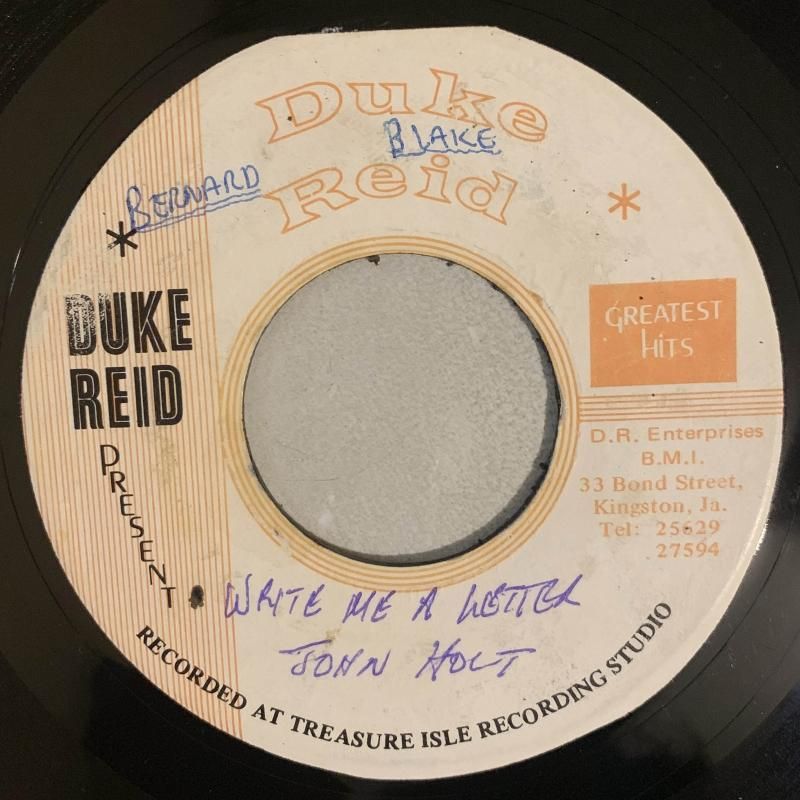 Duke
BLAKE
Reid
BERNARD
*
*
DUKE
REID
PRESENT
GREATEST
HITS
D.R. Enterprises
B.M.I.
33 Bond Street,
Kingston, Ja.
Tel: 25629
27594
WRITE ME A LETTER
JOHN HOLT
RECORDED AT TREASURE ISLE RECORDING STUDIO